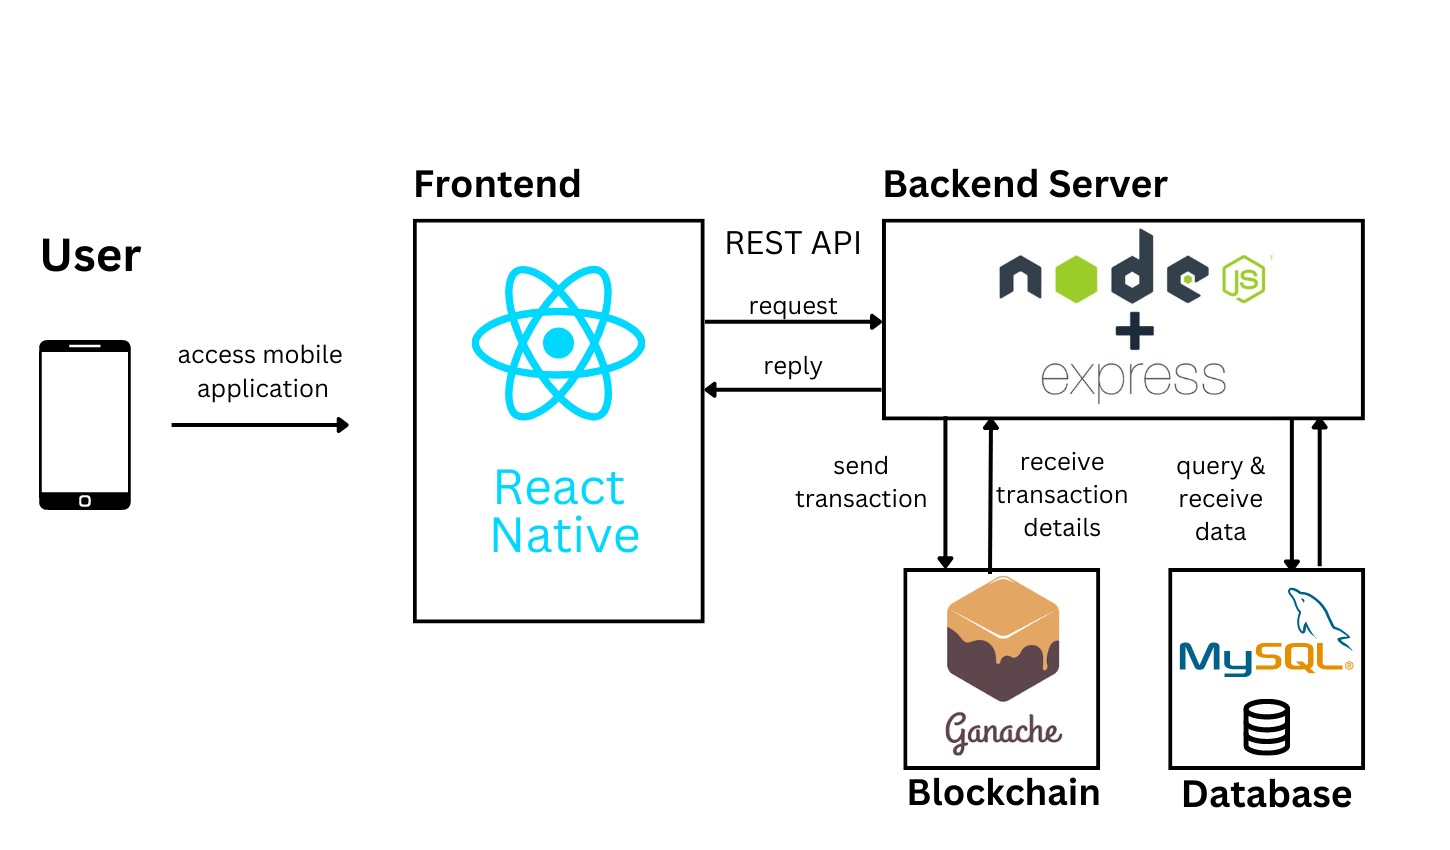 User
access mobile
application
Frontend
React
Native
REST API
request
reply
Backend Server
node JS
+
express
send
transaction
receive
transaction
details
query &
receive
data
Ganache
Blockchain
MySQL®
Database